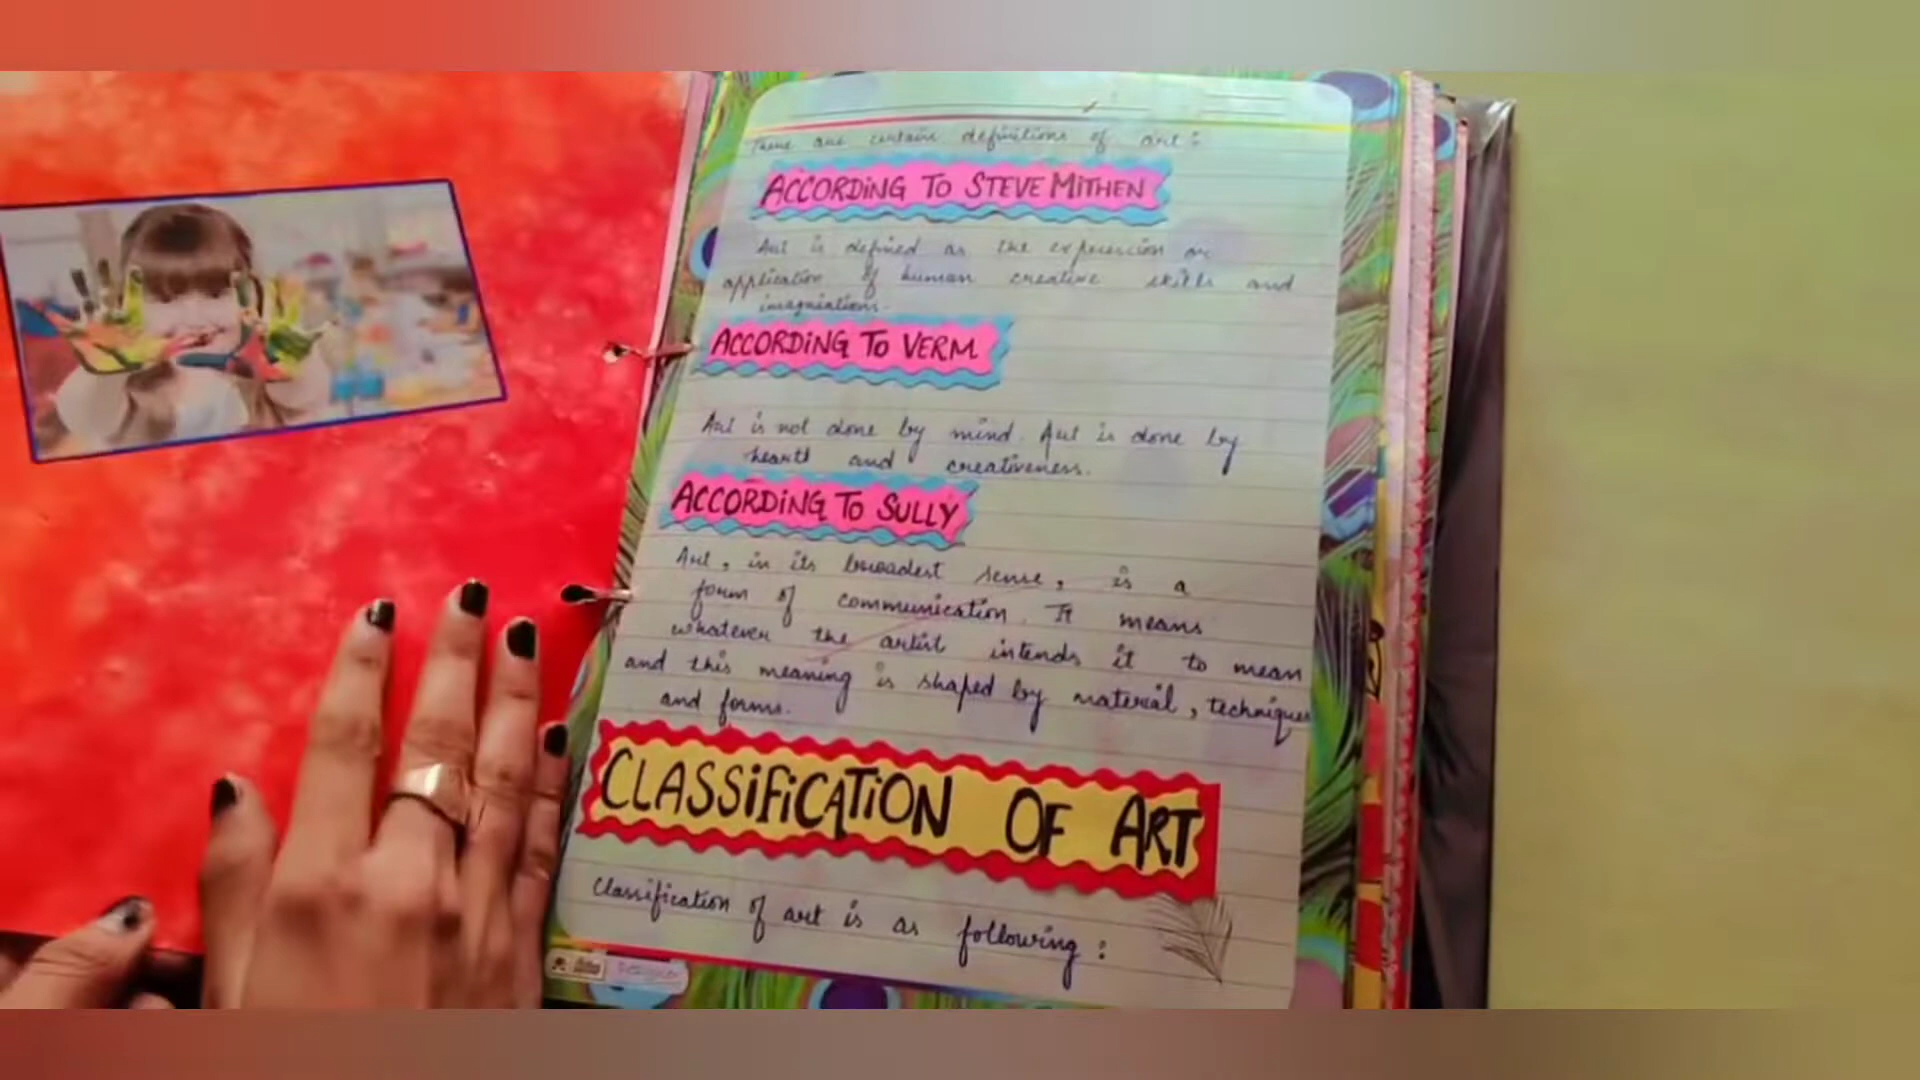 There are certain definitions of art:
ACCORDING TO STEVE MITHEN
Art is defined as the expression or
application of human creative skills and
imaginations.
ACCORDING TO VERM
Art is not done by mind. Art is done by
heart and creativeness.
ACCORDING TO SULLY
Art, in its broadest sense, is a
form of communication. It means
whatever the artist intends it to mean
and this meaning is shaped by material, techniques
and forms.
CLASSIFICATION OF ART
Classification of art is as following: